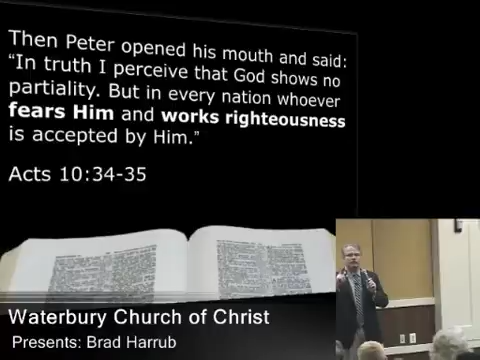 Then Peter opened his mouth and said:
“In truth I perceive that God shows no
partiality. But in every nation whoever
fears Him and works righteousness
is accepted by Him.”
Acts 10:34-35
Waterbury Church of Christ
Presents: Brad Harrub